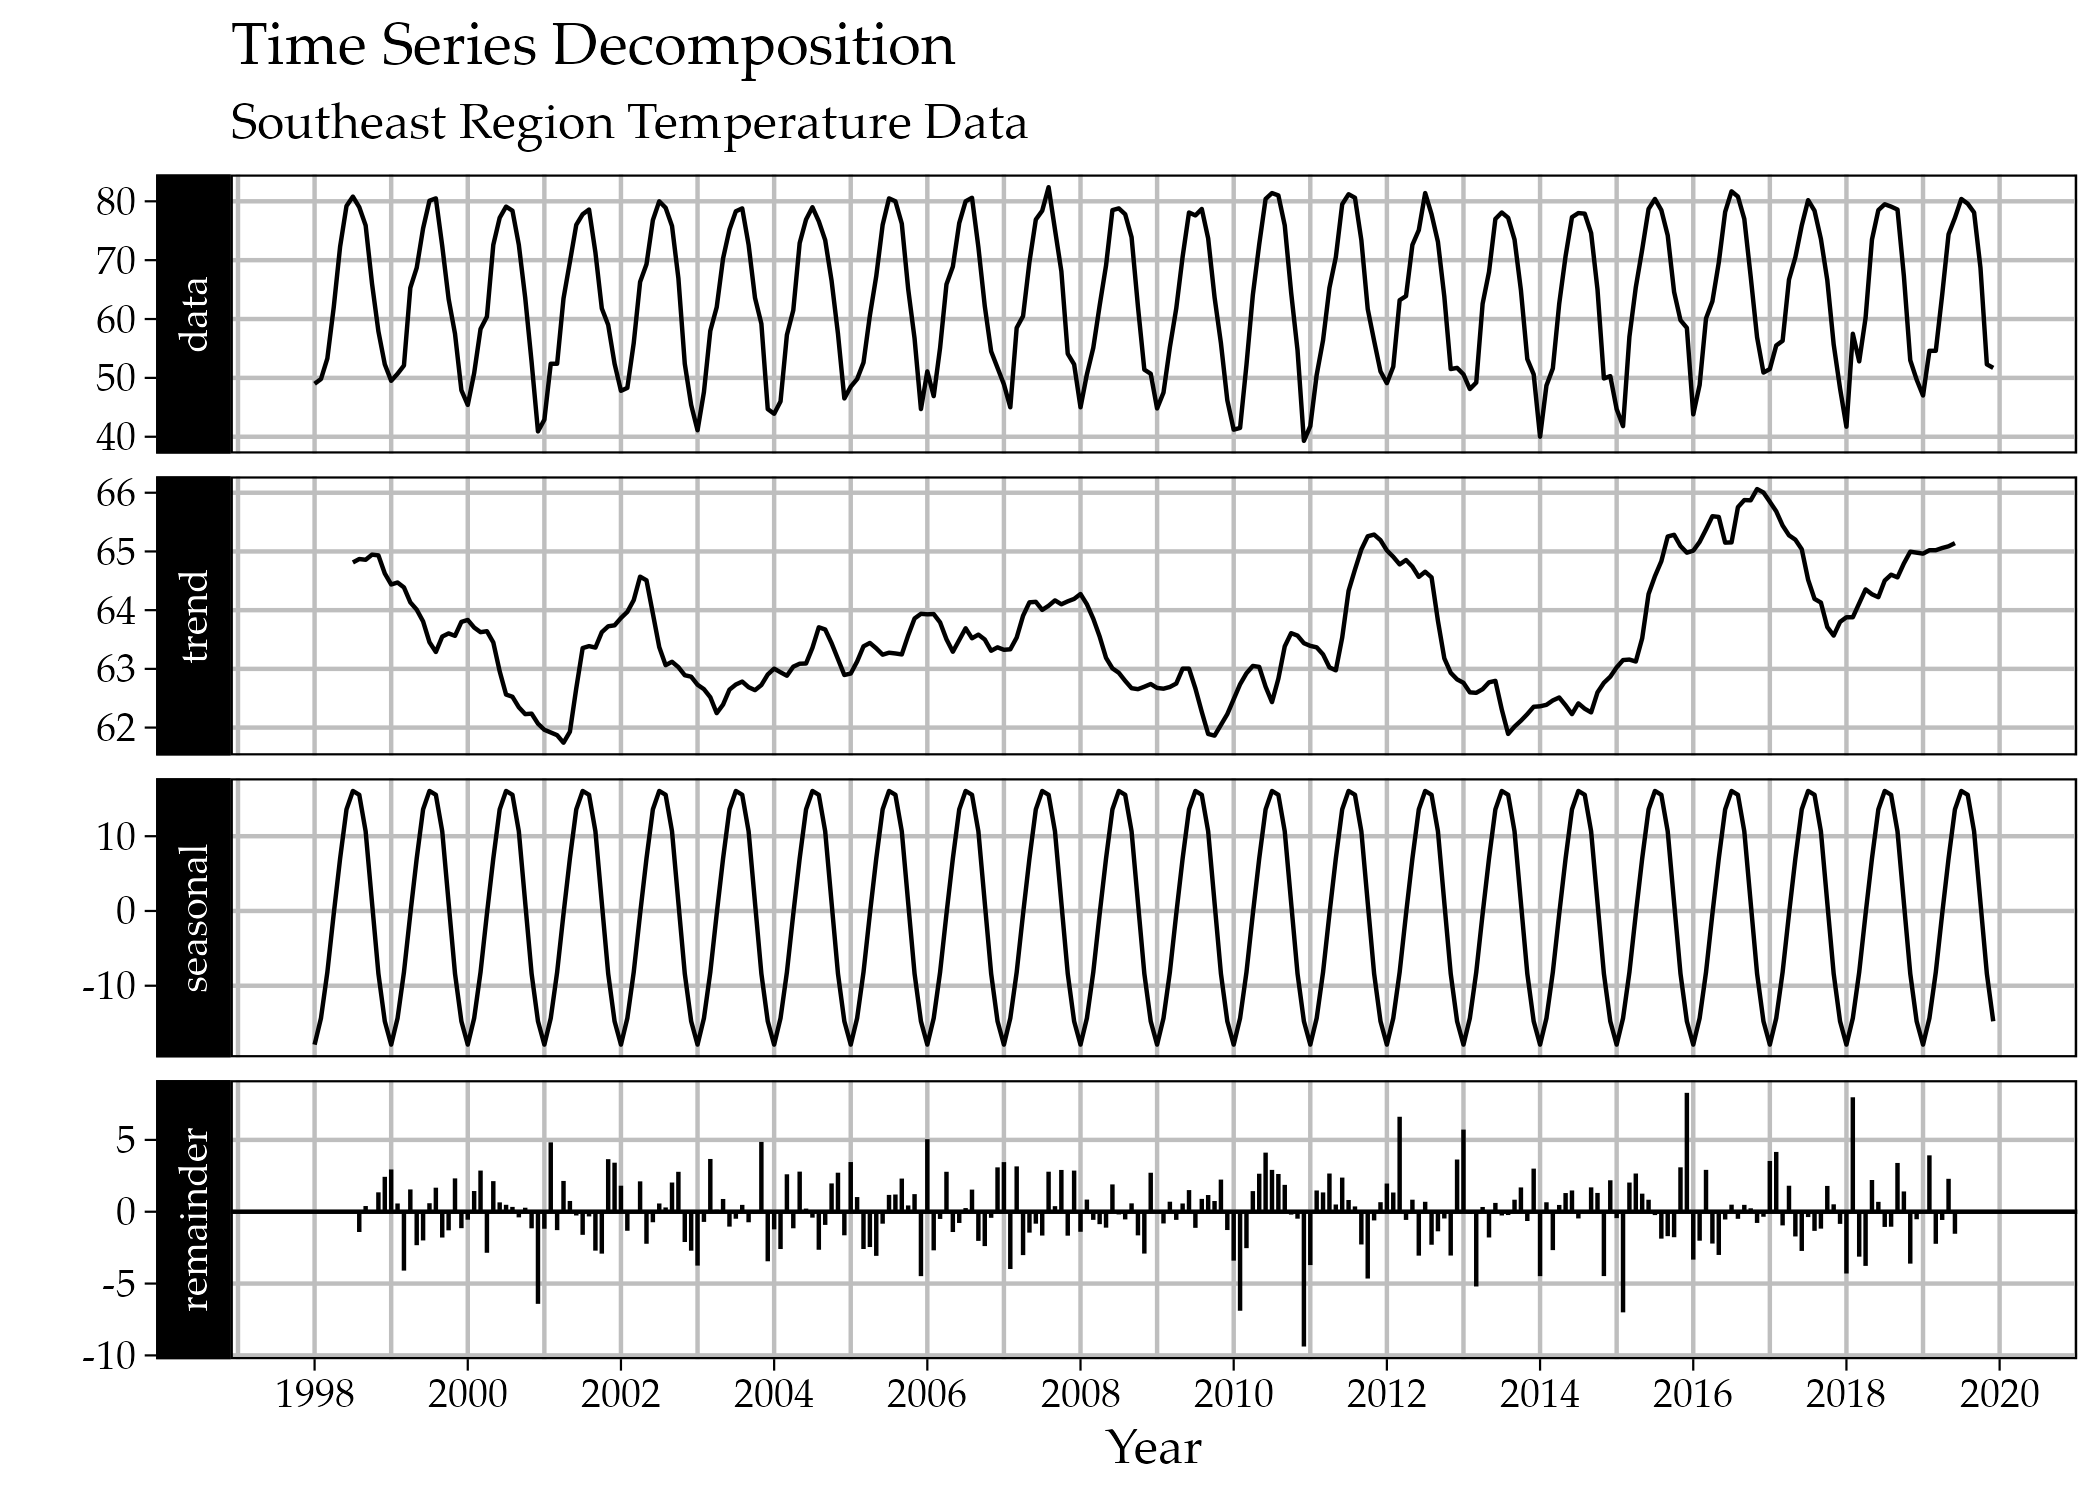 Time Series Decomposition
Southeast Region Temperature Data
80
70
60
50
40
data
66
65
64
63
62
trend
10
0
-10
seasonal
5
0
-5
-10
remainder
1998 2000 2002 2004 2006 2008 2010 2012 2014 2016 2018 2020
Year